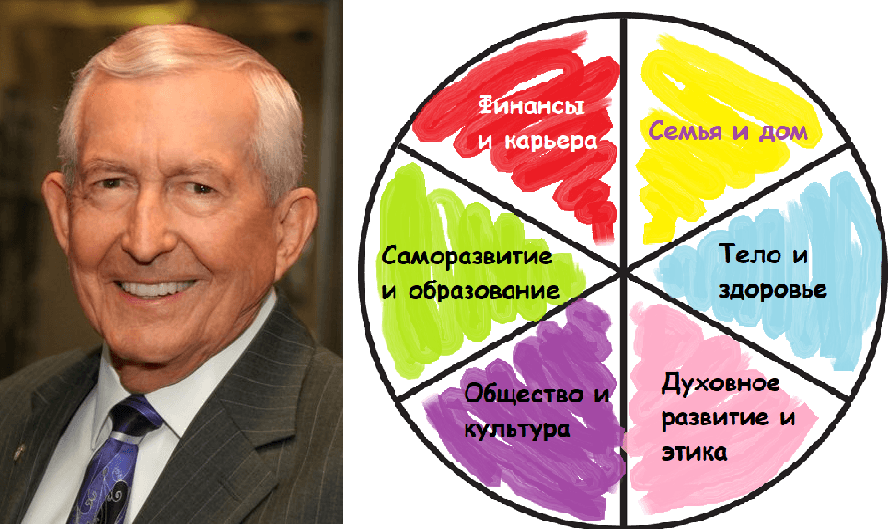 Финансы
и карьера
Семья и дом
Саморазвитие
и образование
Тело и
здоровье
Общество и
культура
Духовное
развитие и
этика